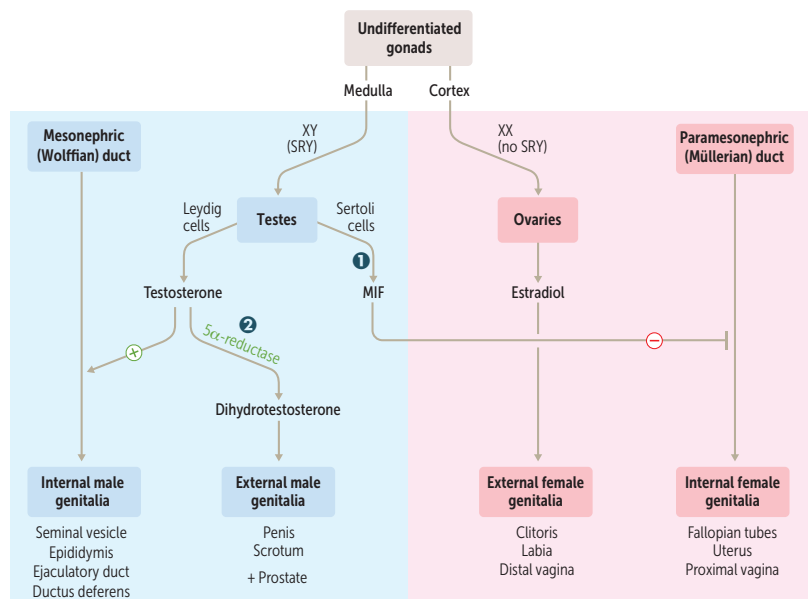 Undifferentiated
gonads
Medulla
Cortex
Mesonephric
(Wolffian) duct
XY
(SRY)
XX
(no SRY)
Paramesonephric
(Müllerian) duct
Leydig
cells
Testes
Sertoli
cells
Ovaries
1
Testosterone
MIF
Estradiol
2
5α-reductase
+
−
Dihydrotestosterone
Internal male
genitalia
External male
genitalia
External female
genitalia
Internal female
genitalia
Seminal vesicle
Epididymis
Ejaculatory duct
Ductus deferens
Penis
Scrotum
+ Prostate
Clitoris
Labia
Distal vagina
Fallopian tubes
Uterus
Proximal vagina